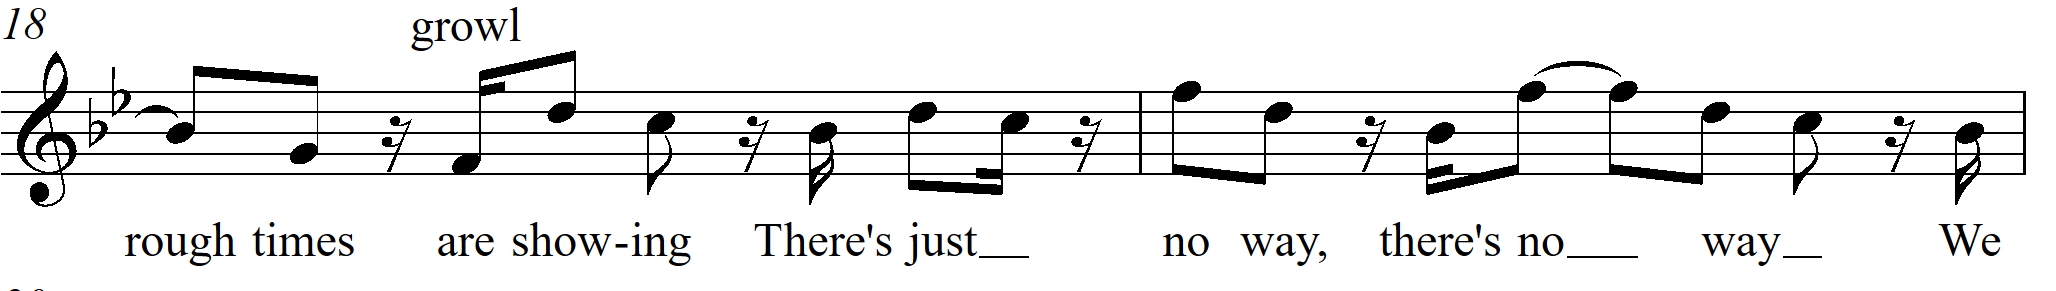 18
growl
rough times are show-ing There's just__ no way, there's no___ way__ We